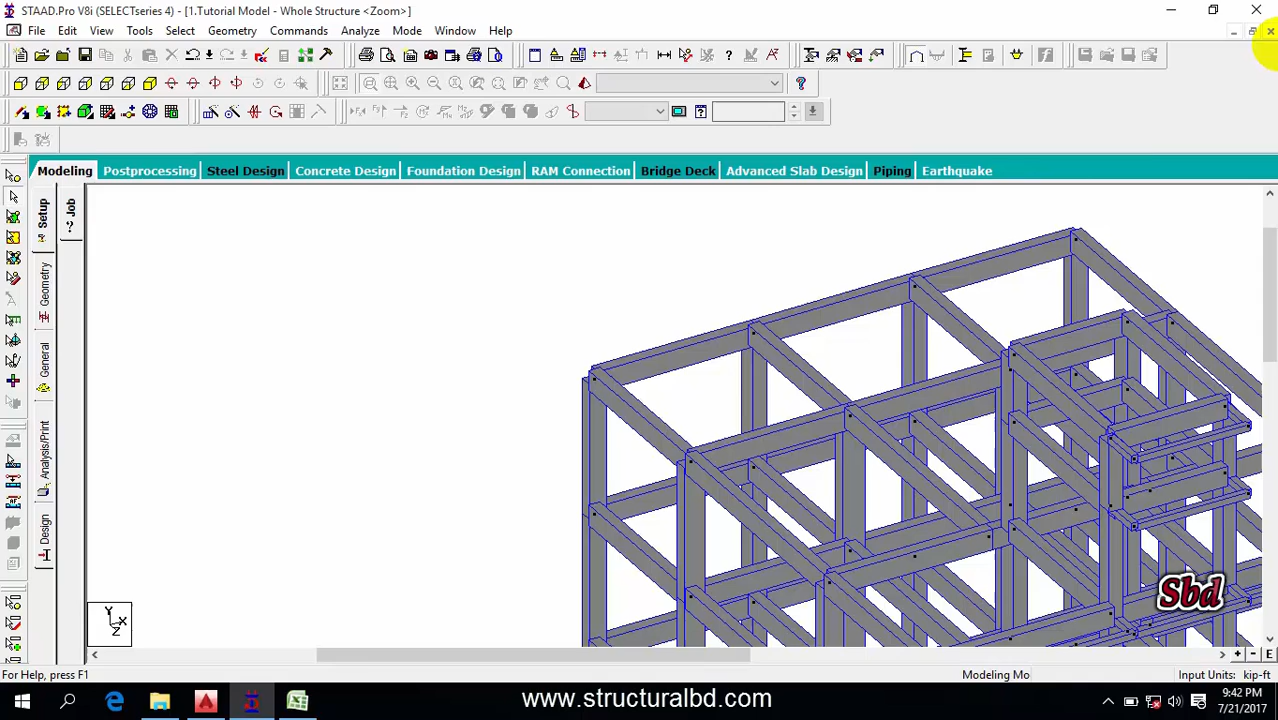 STAAD.Pro V8i (SELECTseries 4) - [1.Tutorial Model - Whole Structure <Zoom>]
File Edit View Tools Select Geometry Commands Analyze Mode Window Help
Modeling Postprocessing Steel Design Concrete Design Foundation Design RAM Connection Bridge Deck Advanced Slab Design Piping Earthquake
Setup
Job
Geometry
General
Analysis/Print
Design
Y
X
Z
Sbd
E
For Help, press F1
Modeling Mo
Input Units: kip-ft
www.structuralbd.com
9:42 PM
7/21/2017